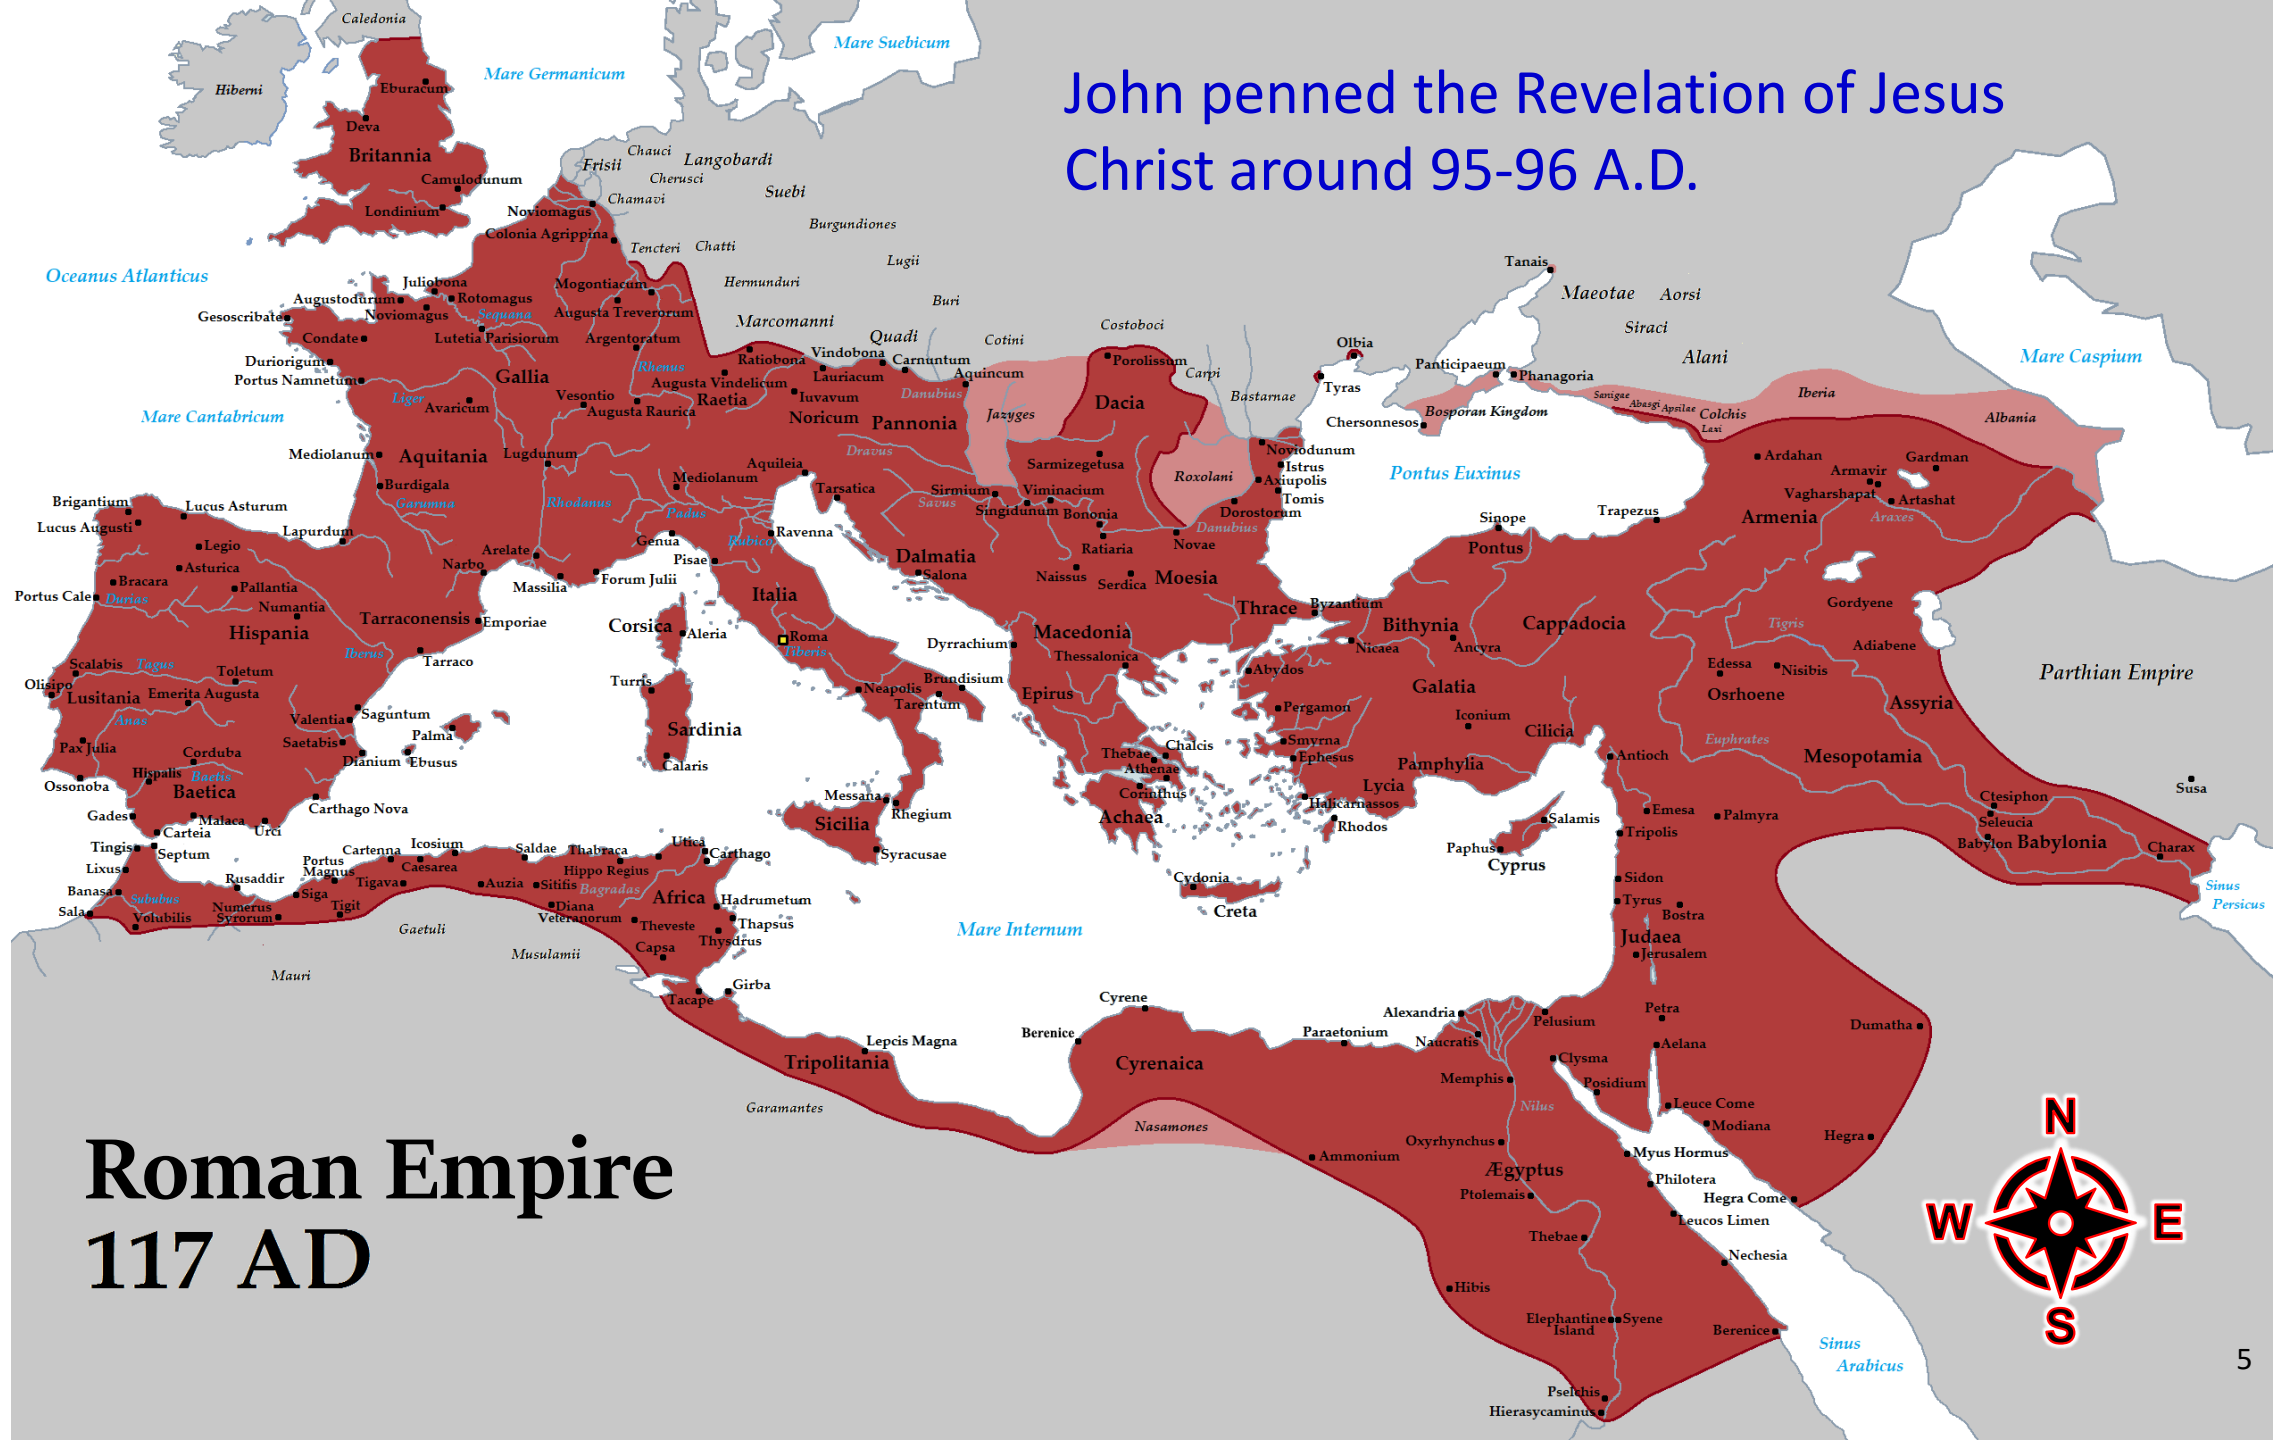 John penned the Revelation of Jesus
Christ around 95-96 A.D.
Caledonia
Mare Suebicum
Mare Germanicum
Hiberni
Eburacum
Deva
Britannia
Camulodunum
Londinium
Frisii
Chauci
Langobardi
Cherusci
Suebi
Chamavi
Noviomagus
Burgundiones
Colonia Agrippina
Tencteri
Chatti
Lugii
Hermunduri
Buri
Oceanus Atlanticus
Juliobona
Mogontiacum
Augustodurum
Rotomagus
Gesoscribate
Noviomagus
Sequana
Augusta Treverorum
Marcomanni
Quadi
Cotini
Costoboci
Condate
Lutetia Parisiorum
Argentoratum
Ratiobona
Vindobona
Carnuntum
Duriorigum
Portus Namnetum
Gallia
Rhenus
Lauriacum
Aquincum
Porolissum
Carpi
Augusta Vindelicum
Vesontio
Liger
Avaricum
Augusta Raurica
Raetia
Iuvavum
Noricum
Pannonia
Danubius
Jazyges
Dacia
Bastarnae
Mare Cantabricum
Tanais
Maeotae
Aorsi
Siraci
Alani
Olbia
Tyras
Panticipaeum
Phanagoria
Bosporan Kingdom
Chersonnesos
Sanigae
Abasgi
Apsilae
Colchis
Laxi
Iberia
Albania
Mare Caspium
Mediolanum
Aquitania
Lugdunum
Burdigala
Garumna
Rhodanus
Mediolanum
Padus
Aquileia
Dravus
Tarsatica
Savus
Sirmium
Singidunum
Viminacium
Bononia
Sarmizegetusa
Roxolani
Noviodunum
Istrus
Axiupolis
Tomis
Dorostorum
Danubius
Novae
Ratiaria
Pontus Euxinus
Ardahan
Armavir
Gardman
Vagharshapat
Artashat
Araxes
Armenia
Trapezus
Sinope
Pontus
Brigantium
Lucus Asturum
Lucus Augusti
Lapurdum
Legio
Asturica
Bracara
Pallantia
Portus Cale
Durias
Numantia
Hispania
Tarraconensis
Emporiae
Iberus
Tarraco
Narbo
Arelate
Massilia
Forum Julii
Genua
Pisae
Rubico
Ravenna
Italia
Corsica
Aleria
Roma
Tiberis
Dalmatia
Salona
Naissus
Serdica
Moesia
Thrace
Byzantium
Macedonia
Thessalonica
Dyrrachium
Epirus
Bithynia
Nicaea
Ancyra
Cappadocia
Gordyene
Tigris
Adiabene
Parthian Empire
Scalabis
Tagus
Toletum
Olisipo
Lusitania
Emerita Augusta
Anas
Valentia
Saguntum
Saetabis
Palma
Pax Julia
Corduba
Dianium
Ebusus
Hispalis
Baetis
Ossonoba
Baetica
Carthago Nova
Gades
Malaca
Urci
Carteia
Turris
Sardinia
Calaris
Neapolis
Brundisium
Tarentum
Messana
Rhegium
Sicilia
Syracusae
Abydos
Pergamon
Galatia
Iconium
Smyrna
Ephesus
Cilicia
Pamphylia
Lycia
Halicarnassos
Rhodos
Chalcis
Thebae
Athenae
Corinthus
Achaea
Edessa
Nisibis
Osrhoene
Assyria
Euphrates
Mesopotamia
Antioch
Emesa
Palmyra
Salamis
Paphus
Cyprus
Tripolis
Susa
Ctesiphon
Seleucia
Babylon
Babylonia
Charax
Sinus
Persicus
Tingis
Septum
Lixus
Banasa
Sala
Sububus
Volubilis
Rusaddir
Numerus
Syrorum
Portus
Magnus
Siga
Tigit
Cartenna
Icosium
Caesarea
Tigava
Saldae
Thabraca
Utica
Carthago
Hippo Regius
Auzia
Sitifis
Bagradas
Diana
Veteranorum
Africa
Hadrumetum
Theveste
Thapsus
Thysdrus
Capsa
Gaetuli
Musulamii
Mauri
Girba
Tacape
Cydonia
Creta
Mare Internum
Sidon
Tyrus
Bostra
Judaea
Jerusalem
Petra
Dumatha
Aelana
Cyrene
Berenice
Alexandria
Paraetonium
Naucratis
Pelusium
Clysma
Lepcis Magna
Tripolitania
Cyrenaica
Memphis
Posidium
Nilus
Leuce Come
Modiana
Hegra
Garamantes
Nasamones
Oxyrhynchus
Ammonium
Myus Hormus
Ægyptus
Philotera
Ptolemais
Hegra Come
Leucos Limen
Thebae
Nechesia
Hibis
Elephantine
Island
Syene
Berenice
Sinus
Arabicus
Pselchis
Hierasycaminus
Roman Empire
117 AD
N
W
E
S
5